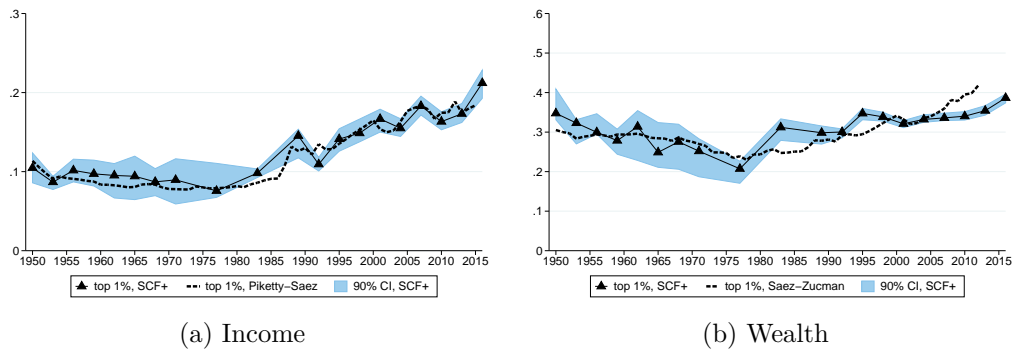 .3
.2
.1
0
1950 1955 1960 1965 1970 1975 1980 1985 1990 1995 2000 2005 2010 2015
top 1%, SCF+ top 1%, Piketty−Saez 90% CI, SCF+
(a) Income
.6
.5
.4
.3
.2
.1
0
1950 1955 1960 1965 1970 1975 1980 1985 1990 1995 2000 2005 2010 2015
top 1%, SCF+ top 1%, Saez−Zucman 90% CI, SCF+
(b) Wealth